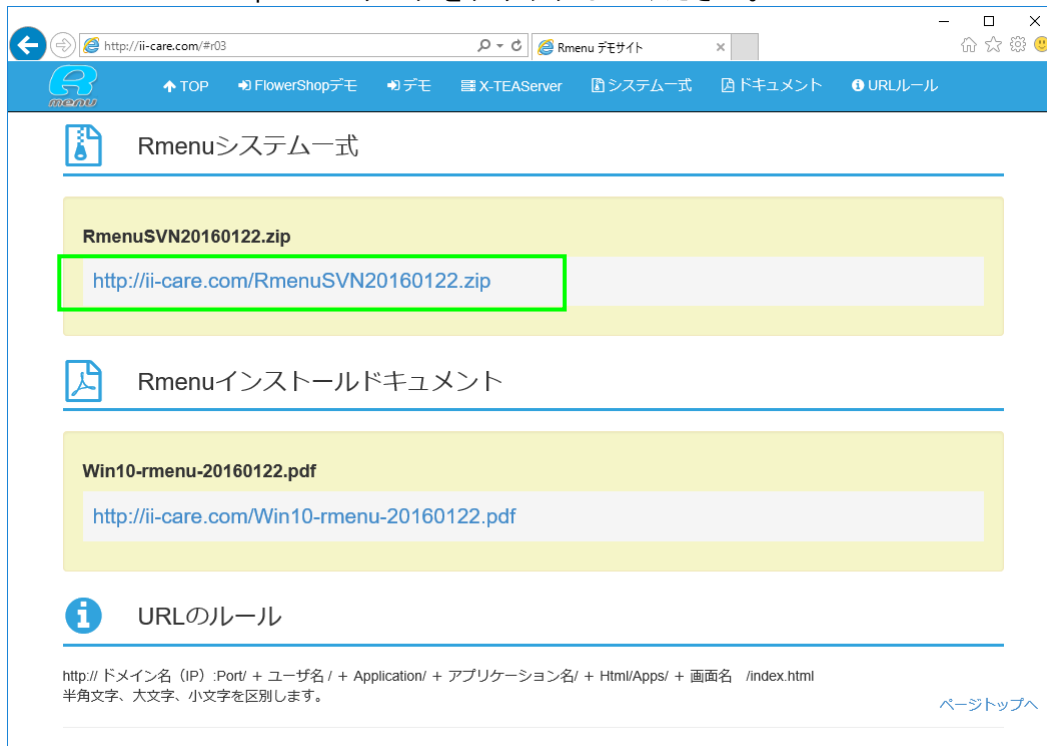 http://ii-care.com/#r03
Rmenu デモサイト
menu
TOP
FlowerShopデモ
デモ
X-TEAServer
システム一式
ドキュメント
URLルール
Rmenuシステム一式
RmenuSVN20160122.zip
http://ii-care.com/RmenuSVN20160122.zip
Rmenuインストールドキュメント
Win10-rmenu-20160122.pdf
http://ii-care.com/Win10-rmenu-20160122.pdf
URLのルール
http:// ドメイン名（IP）:Port/ + ユーザ名 / + Application/ + アプリケーション名/ + Html/Apps/ + 画面名　/index.html
半角文字、大文字、小文字を区別します。
ページトップへ